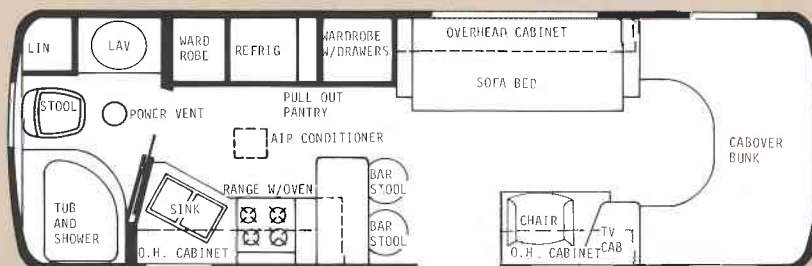 LIN
LAV
WARD
ROBE
REFRIG
WARDROBE
W/DRAWERS
OVERHEAD CABINET
SOFA BED
STOOL
POWER VENT
PULL OUT
PANTRY
AIR CONDITIONER
CABOVER
BUNK
TUB
AND
SHOWER
SINK
RANGE W/OVEN
BAR
STOOL
BAR
STOOL
O.H. CABINET
CHAIR
TV
CAB
O.H. CABINET